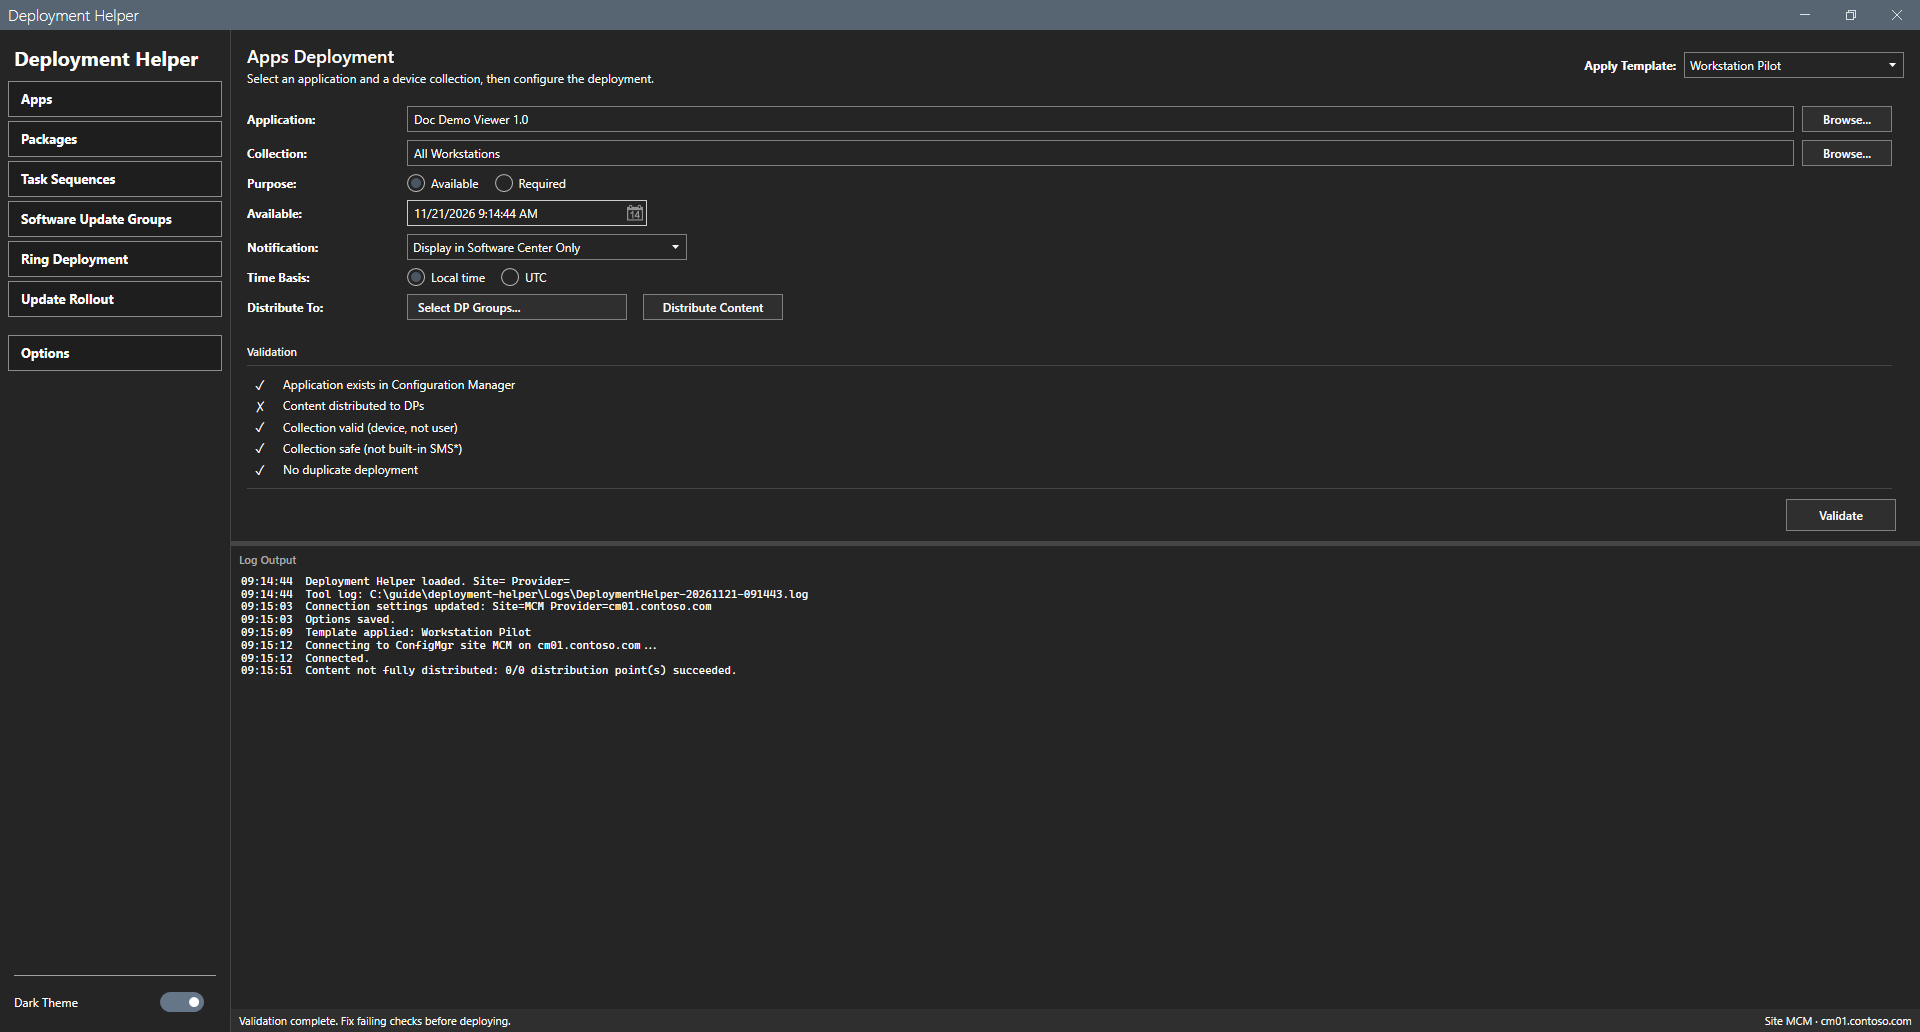 Deployment Helper
Deployment Helper
Apps
Packages
Task Sequences
Software Update Groups
Ring Deployment
Update Rollout
Options
Dark Theme
Apps Deployment
Select an application and a device collection, then configure the deployment.
Apply Template: Workstation Pilot
Application: Doc Demo Viewer 1.0 Browse...
Collection: All Workstations Browse...
Purpose: Available Required
Available: 11/21/2026 9:14:44 AM 14
Notification: Display in Software Center Only
Time Basis: Local time UTC
Distribute To: Select DP Groups... Distribute Content
Validation
✓ Application exists in Configuration Manager
✗ Content distributed to DPs
✓ Collection valid (device, not user)
✓ Collection safe (not built-in SMS*)
✓ No duplicate deployment
Validate
Log Output
09:14:44 Deployment Helper loaded. Site= Provider=
09:14:44 Tool log: C:\guide\deployment-helper\Logs\DeploymentHelper-20261121-091443.log
09:15:03 Connection settings updated: Site=MCM Provider=cm01.contoso.com
09:15:03 Options saved.
09:15:09 Template applied: Workstation Pilot
09:15:12 Connecting to ConfigMgr site MCM on cm01.contoso.com...
09:15:12 Connected.
09:15:51 Content not fully distributed: 0/0 distribution point(s) succeeded.
Validation complete. Fix failing checks before deploying.
Site MCM · cm01.contoso.com